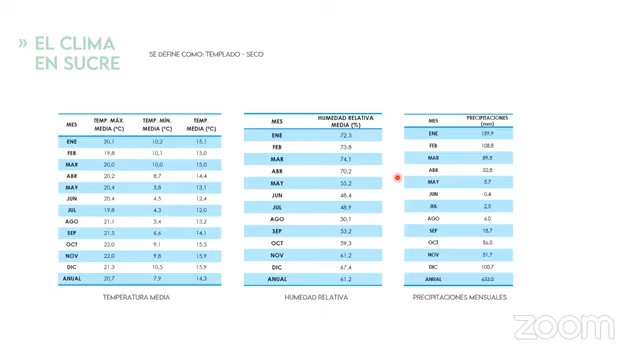 » EL CLIMA
EN SUCRE
SE DEFINE COMO: TEMPLADO - SECO
MES TEMP. MÁX. MEDIA (°C) TEMP. MÍN. MEDIA (°C) TEMP. MEDIA (°C)
ENE 20,1 10,2 15,1
FEB 19,8 10,1 15,0
MAR 20,0 10,0 15,0
ABR 20,2 8,7 14,4
MAY 20,4 5,8 13,1
JUN 20,4 4,5 12,4
JUL 19,8 4,3 12,0
AGO 21,1 5,4 13,2
SEP 21,5 6,6 14,1
OCT 22,0 9,1 15,5
NOV 22,0 9,8 15,9
DIC 21,3 10,5 15,9
ANUAL 20,7 7,9 14,3
TEMPERATURA MEDIA
MES HUMEDAD RELATIVA MEDIA (%)
ENE 72,3
FEB 73,8
MAR 74,1
ABR 70,2
MAY 55,2
JUN 48,4
JUL 48,9
AGO 50,1
SEP 53,2
OCT 59,3
NOV 61,2
DIC 67,4
ANUAL 61,2
HUMEDAD RELATIVA
MES PRECIPITACIONES (mm)
ENE 159,9
FEB 108,8
MAR 89,8
ABR 32,8
MAY 5,7
JUN 0,4
JUL 2,5
AGO 6,0
SEP 18,7
OCT 56,0
NOV 51,7
DIC 100,7
ANUAL 633,0
PRECIPITACIONES MENSUALES
zoom